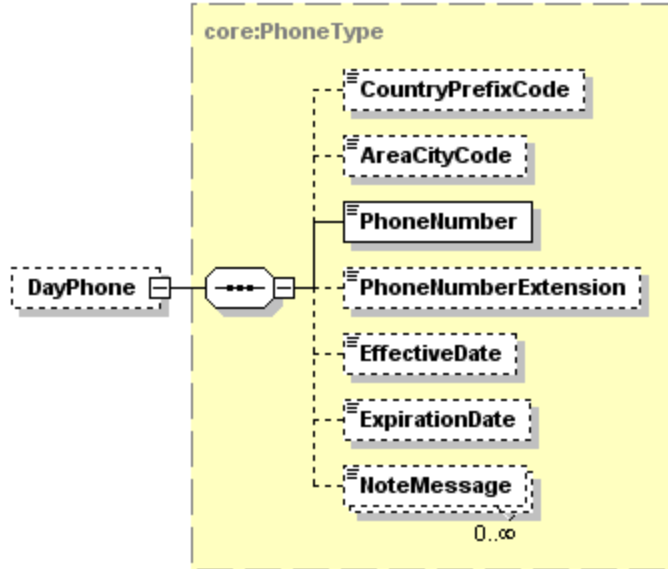 core:PhoneType
CountryPrefixCode
AreaCityCode
PhoneNumber
DayPhone
PhoneNumberExtension
EffectiveDate
ExpirationDate
NoteMessage
0..∞